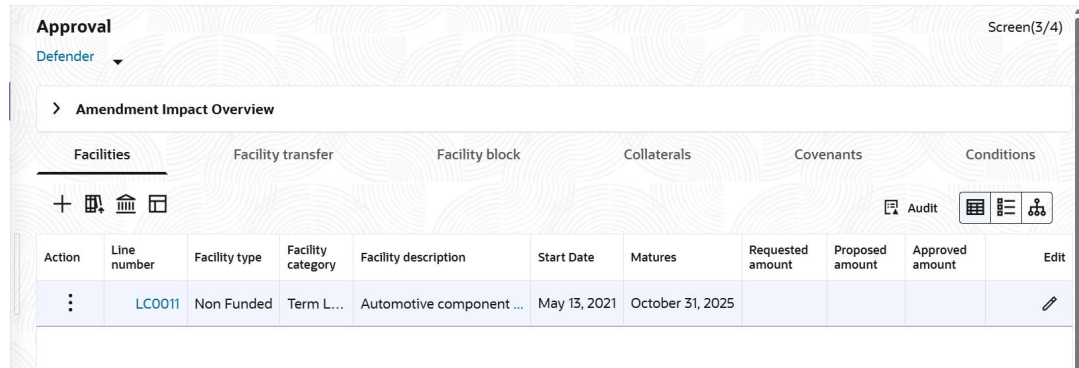 Approval
Screen(3/4)
Defender
Amendment Impact Overview
Facilities Facility transfer Facility block Collaterals Covenants Conditions
Audit
Action Line number Facility type Facility category Facility description Start Date Matures Requested amount Proposed amount Approved amount Edit
LC0011 Non Funded Term L... Automotive component ... May 13, 2021 October 31, 2025